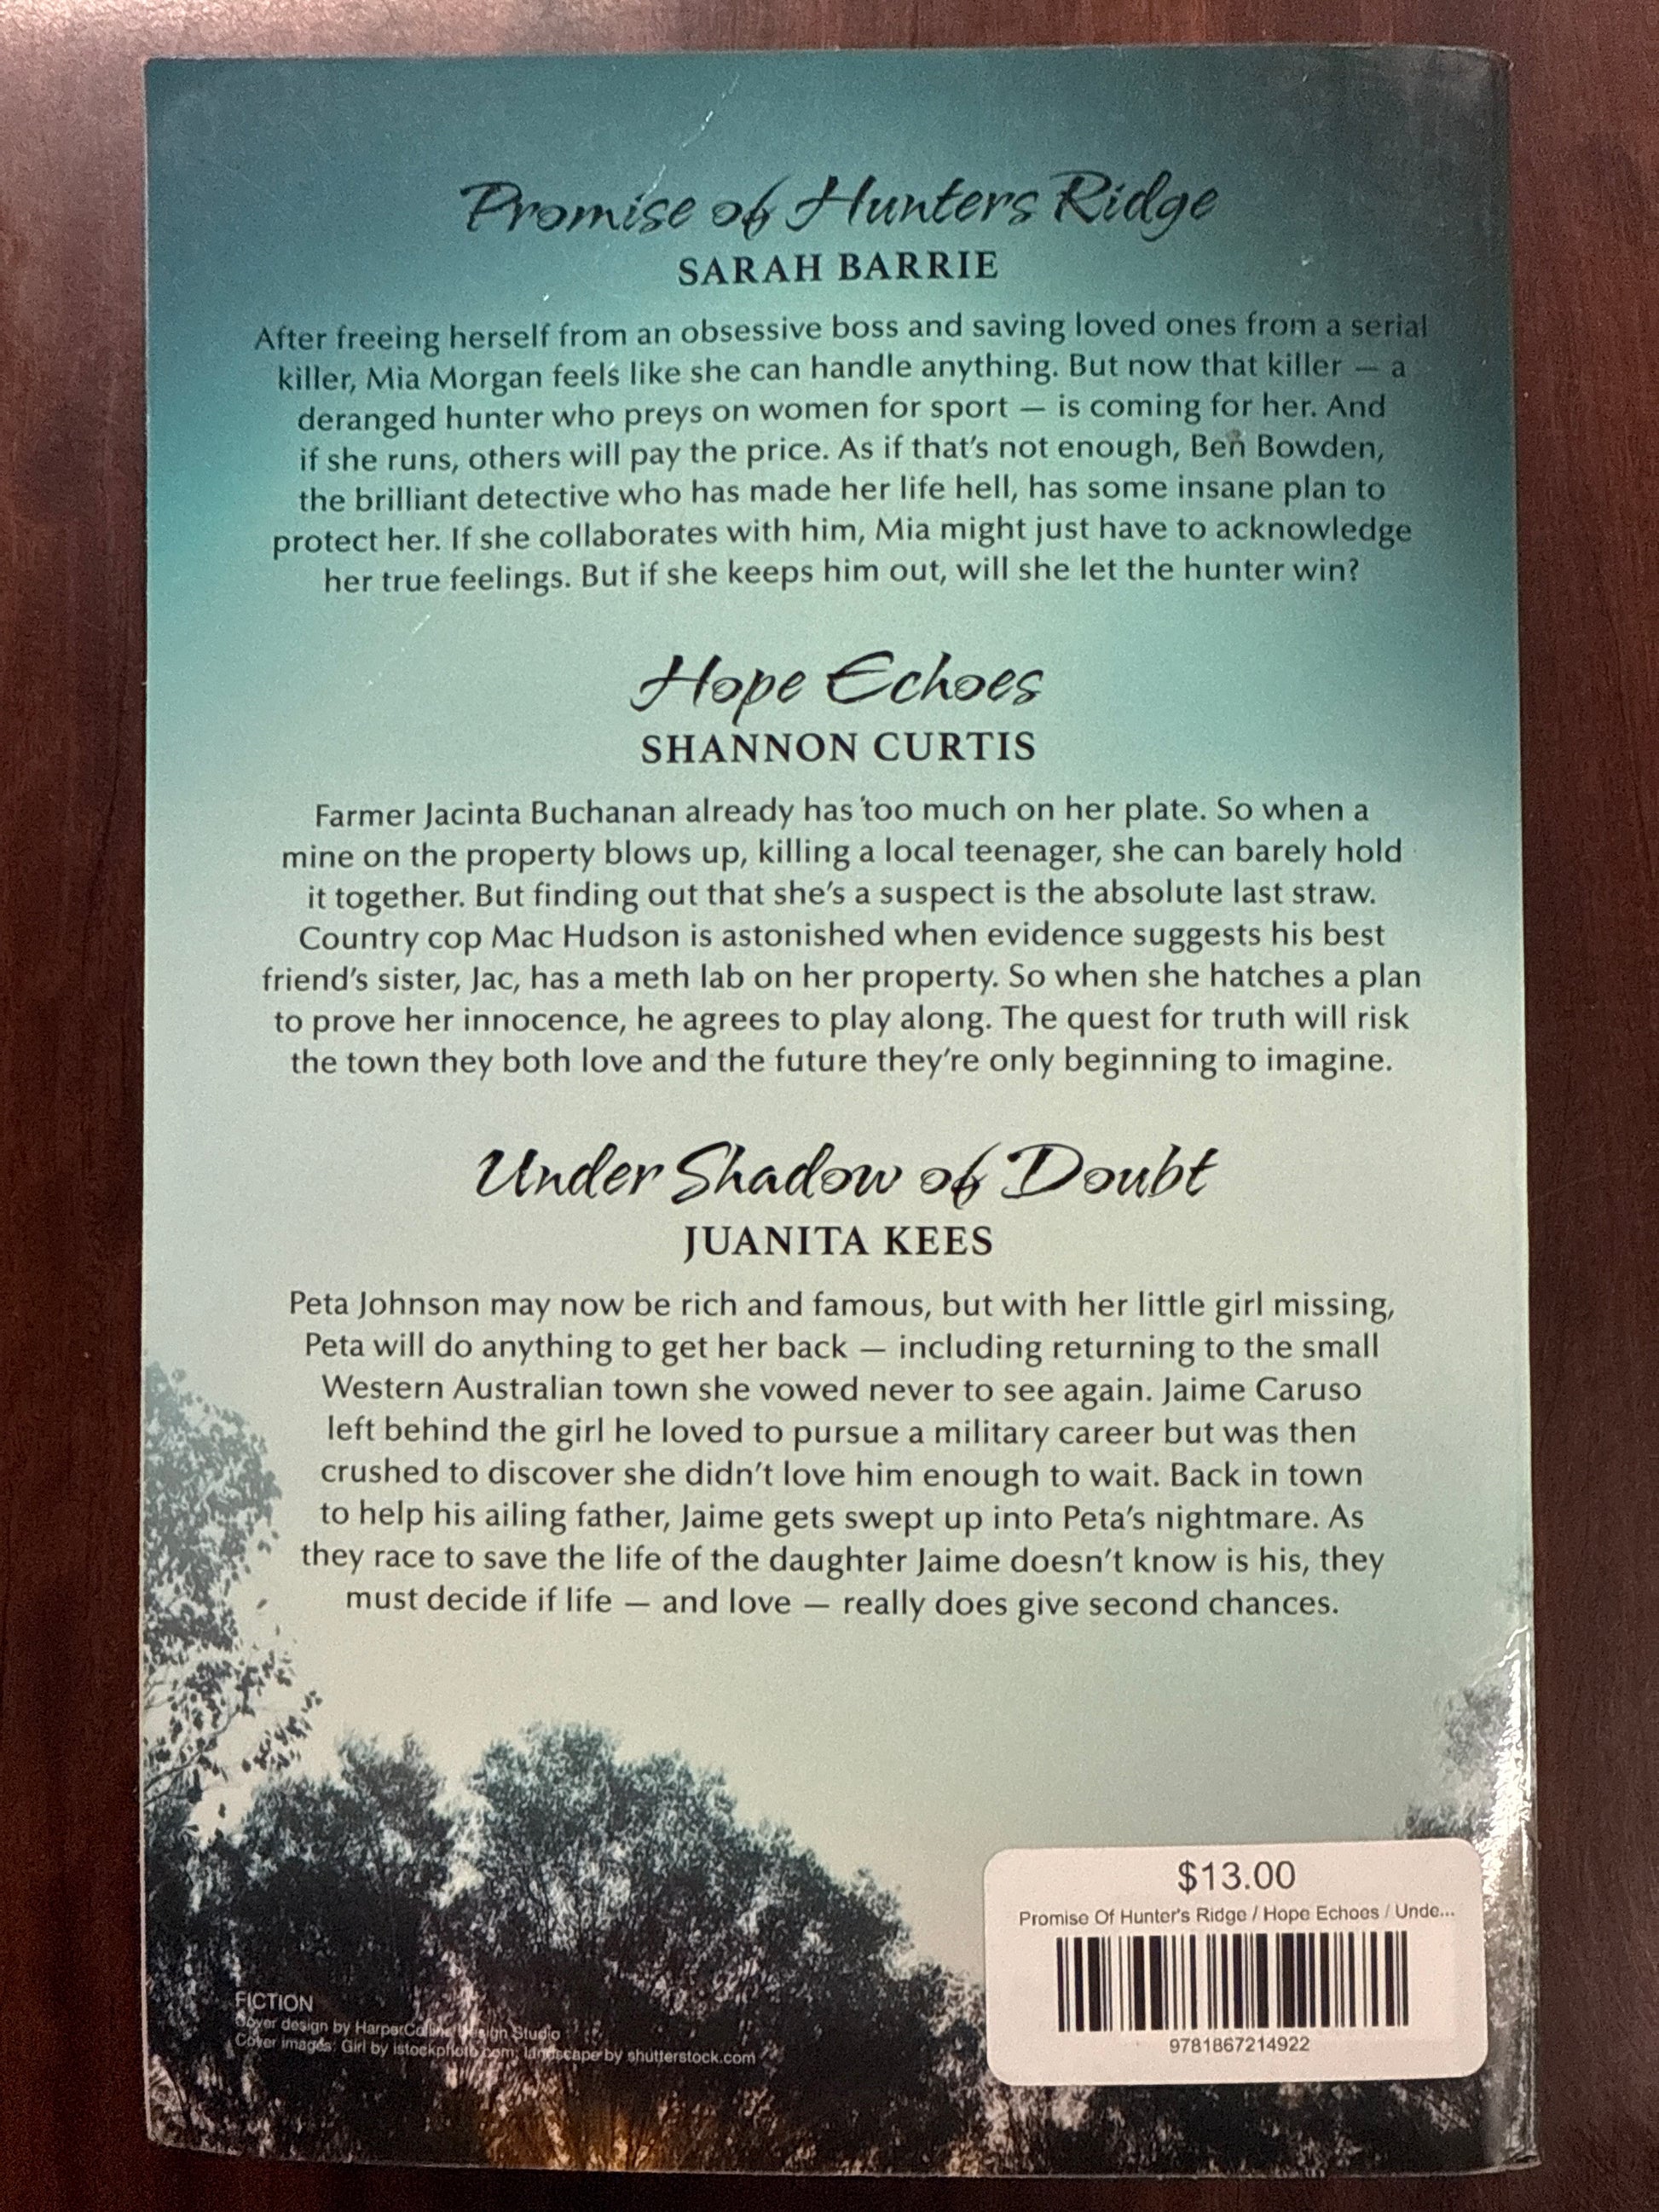 Promise of Hunters Ridge
SARAH BARRIE
After freeing herself from an obsessive boss and saving loved ones from a serial
killer, Mia Morgan feels like she can handle anything. But now that killer — a
deranged hunter who preys on women for sport — is coming for her. And
if she runs, others will pay the price. As if that's not enough, Ben Bowden,
the brilliant detective who has made her life hell, has some insane plan to
protect her. If she collaborates with him, Mia might just have to acknowledge
her true feelings. But if she keeps him out, will she let the hunter win?
Hope Echoes
SHANNON CURTIS
Farmer Jacinta Buchanan already has too much on her plate. So when a
mine on the property blows up, killing a local teenager, she can barely hold
it together. But finding out that she's a suspect is the absolute last straw.
Country cop Mac Hudson is astonished when evidence suggests his best
friend's sister, Jac, has a meth lab on her property. So when she hatches a plan
to prove her innocence, he agrees to play along. The quest for truth will risk
the town they both love and the future they're only beginning to imagine.
Under Shadow of Doubt
JUANITA KEES
Peta Johnson may now be rich and famous, but with her little girl missing,
Peta will do anything to get her back — including returning to the small
Western Australian town she vowed never to see again. Jaime Caruso
left behind the girl he loved to pursue a military career but was then
crushed to discover she didn't love him enough to wait. Back in town
to help his ailing father, Jaime gets swept up into Peta's nightmare. As
they race to save the life of the daughter Jaime doesn't know is his, they
must decide if life — and love — really does give second chances.
FICTION
Cover design by HarperCollins Design Studio
Cover images: Girl by istockphoto.com; landscape by shutterstock.com
$13.00
Promise Of Hunter's Ridge / Hope Echoes / Unde...
9781867214922